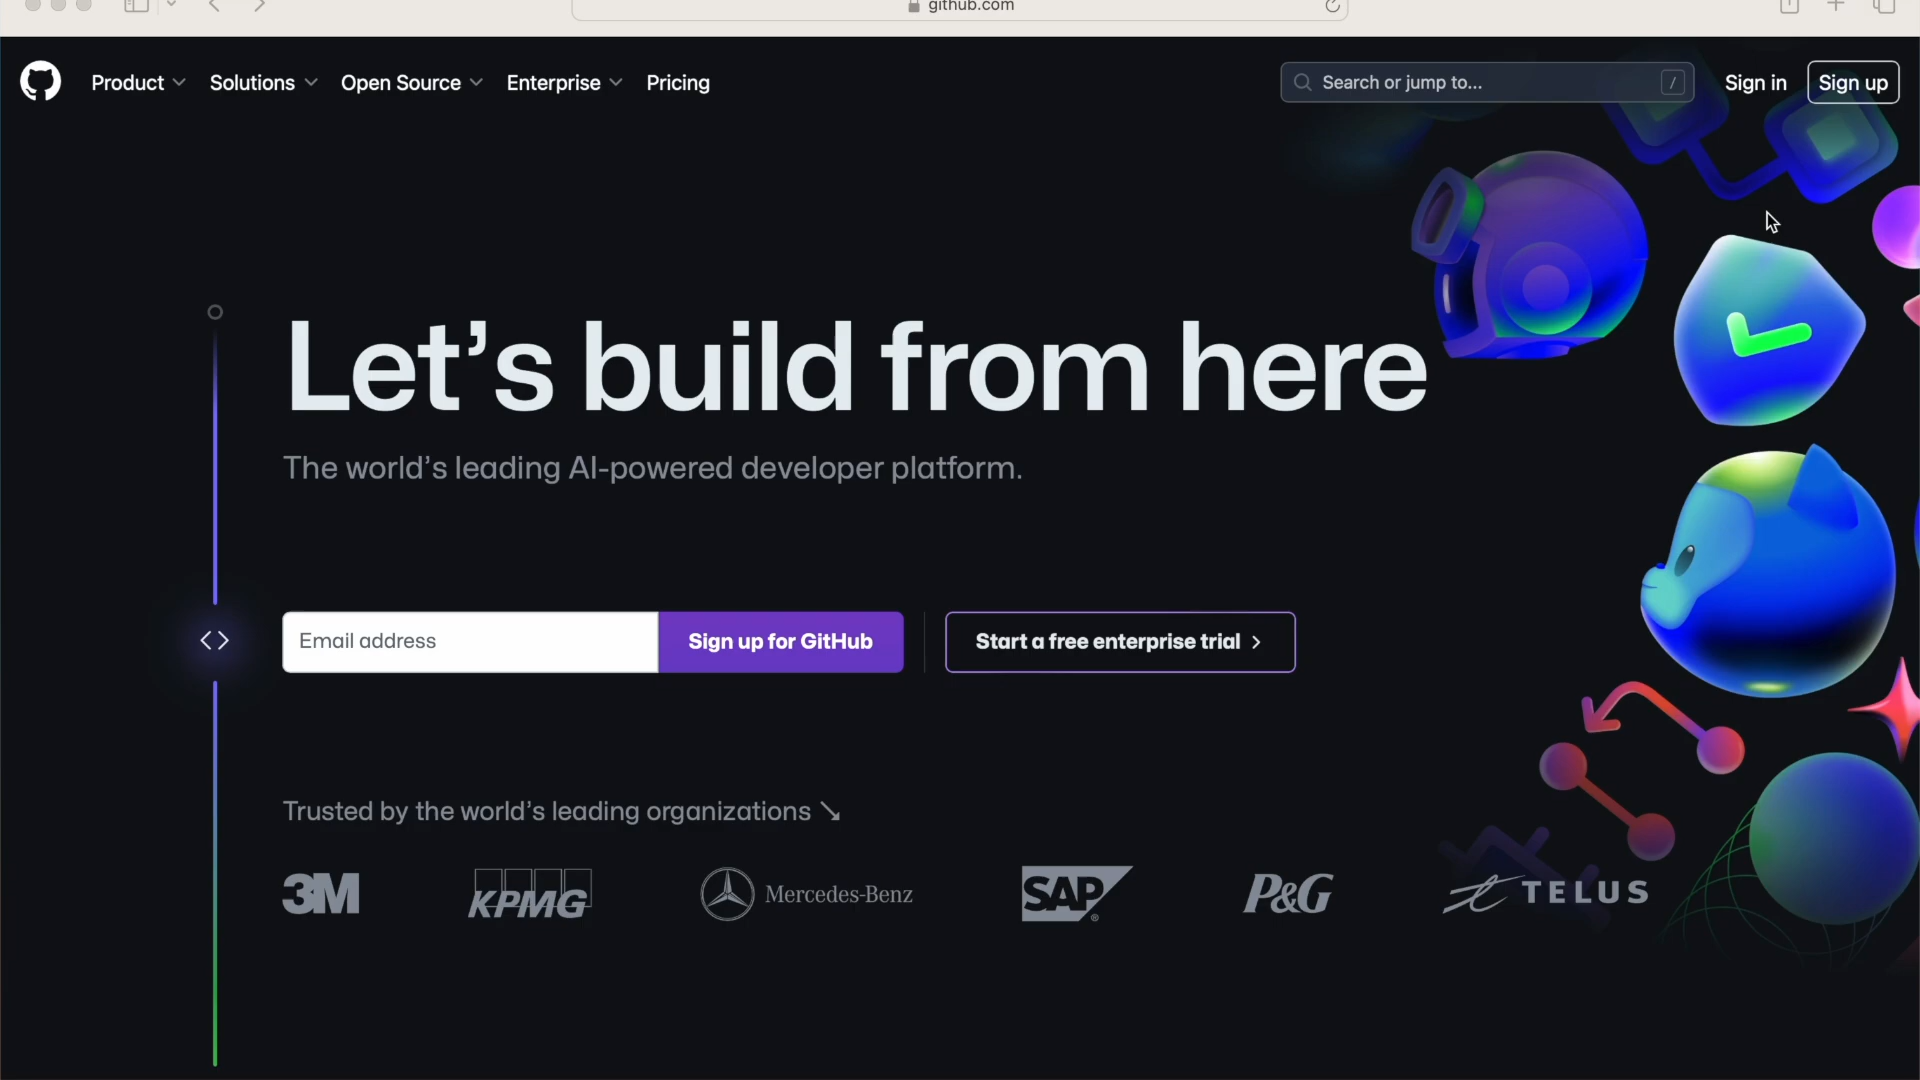 github.com
Product
Solutions
Open Source
Enterprise
Pricing
Search or jump to...
/
Sign in
Sign up
Let’s build from here
The world’s leading AI-powered developer platform.
<>
Email address
Sign up for GitHub
Start a free enterprise trial >
Trusted by the world’s leading organizations ↘
3M
KPMG
Mercedes-Benz
SAP®
P&G
TELUS